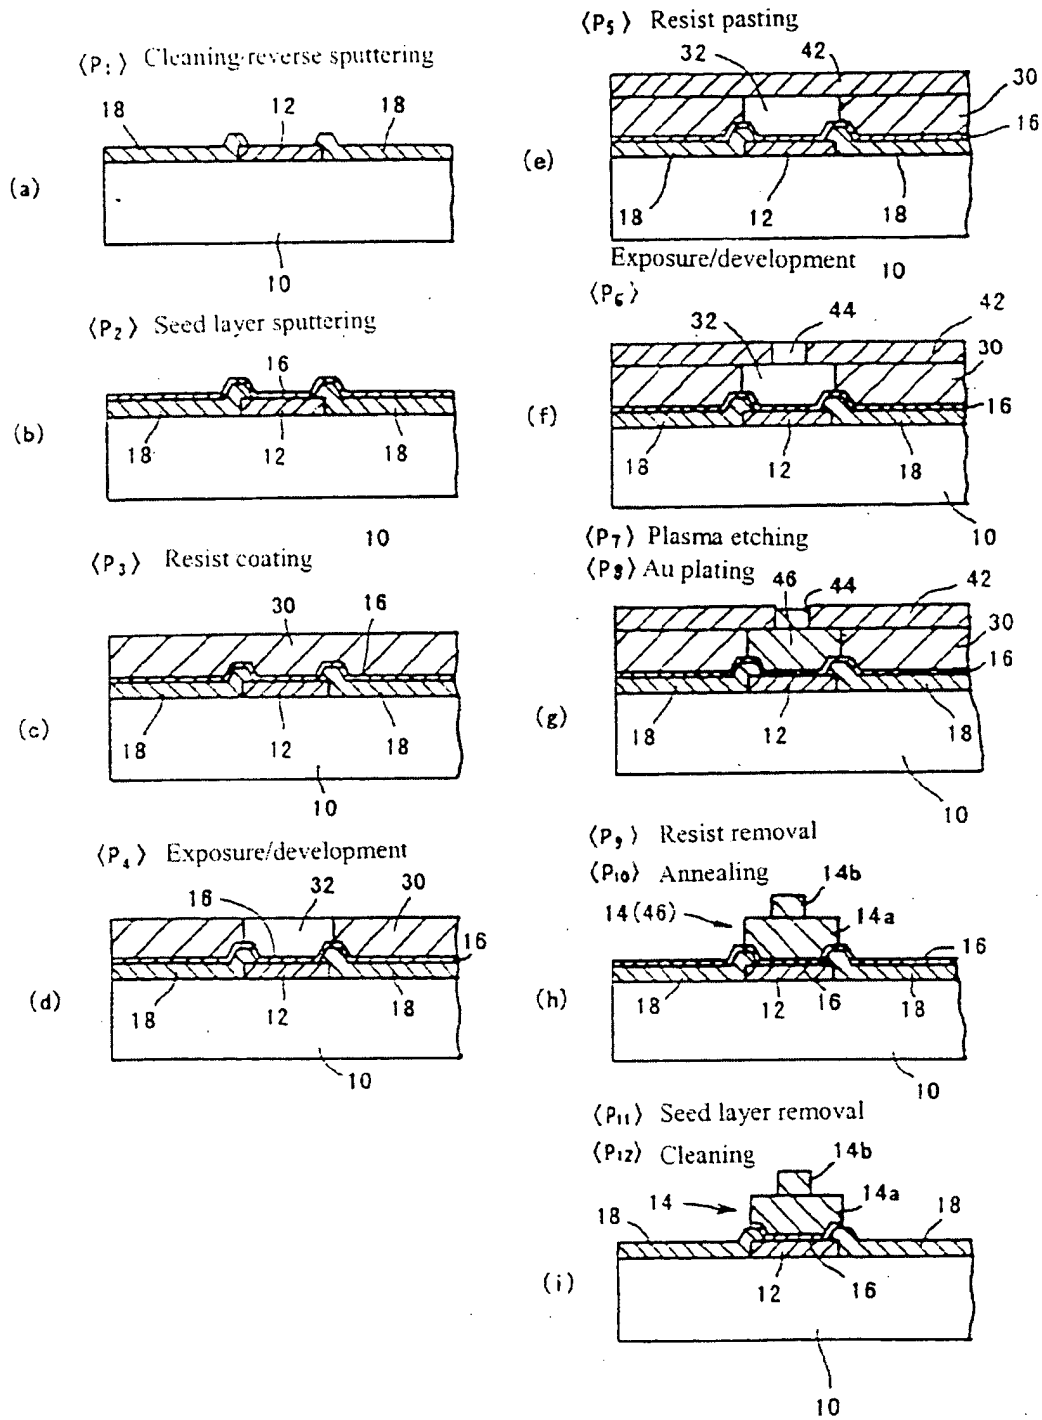 ⟨P₁⟩ Cleaning·reverse sputtering
18 12 18
(a)
10
⟨P₂⟩ Seed layer sputtering
16
(b)
18 12 18
10
⟨P₃⟩ Resist coating
30 16
(c)
18 12 18
10
⟨P₄⟩ Exposure/development
16 32 30
16
(d)
18 12 18
10
⟨P₅⟩ Resist pasting
32 42
30
16
(e)
18 12 18
Exposure/development 10
⟨P₆⟩
32 44 42
30
16
(f)
18 12 18
10
⟨P₇⟩ Plasma etching
⟨P₈⟩ Au plating 46 44 42
30
16
(g)
18 12 18
10
⟨P₉⟩ Resist removal
⟨P₁₀⟩ Annealing 14b
14(46) 14a
16
(h)
18 12 16 18
10
⟨P₁₁⟩ Seed layer removal
⟨P₁₂⟩ Cleaning 14b
14 14a
18 18
(i)
12 16
10